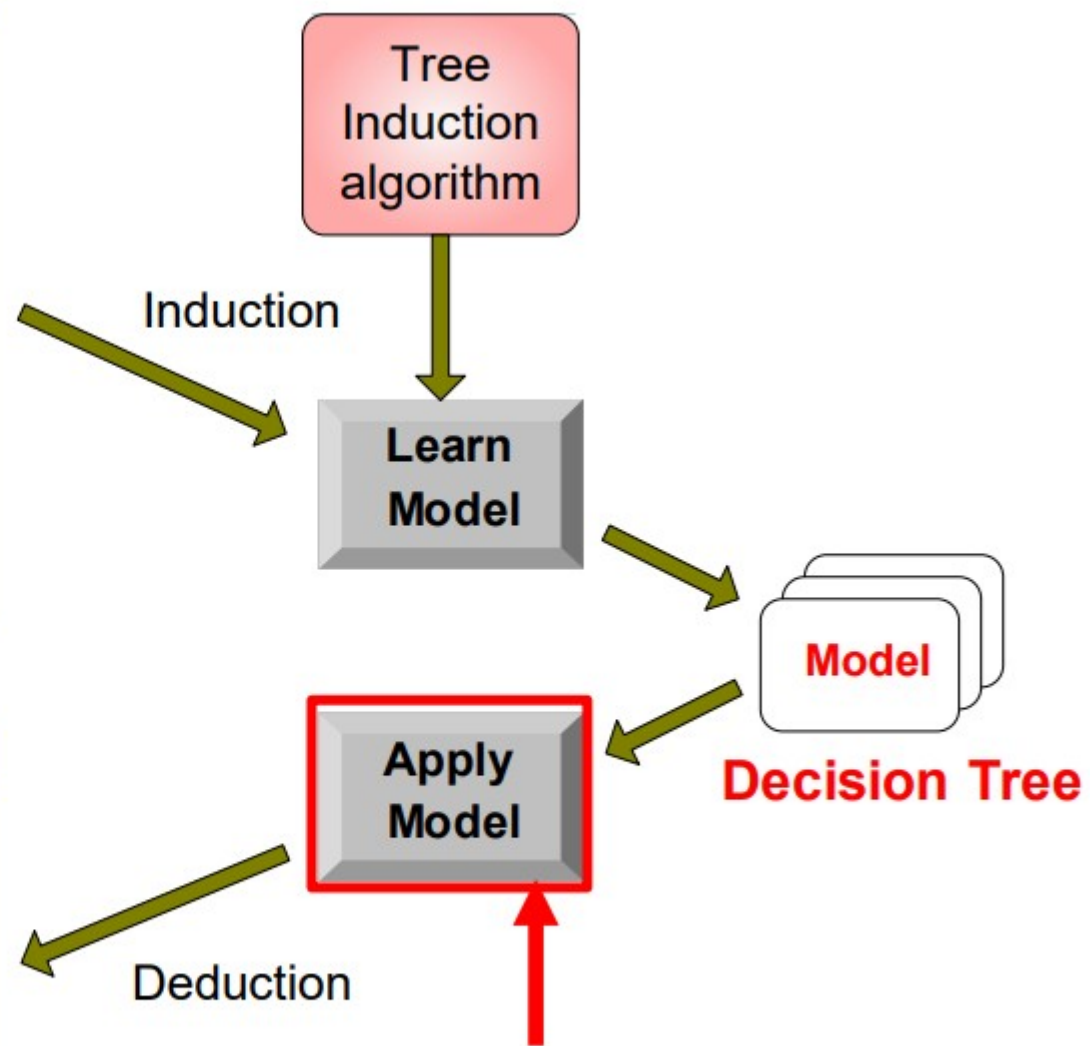 Tree
Induction
algorithm
Induction
Learn
Model
Model
Decision Tree
Apply
Model
Deduction